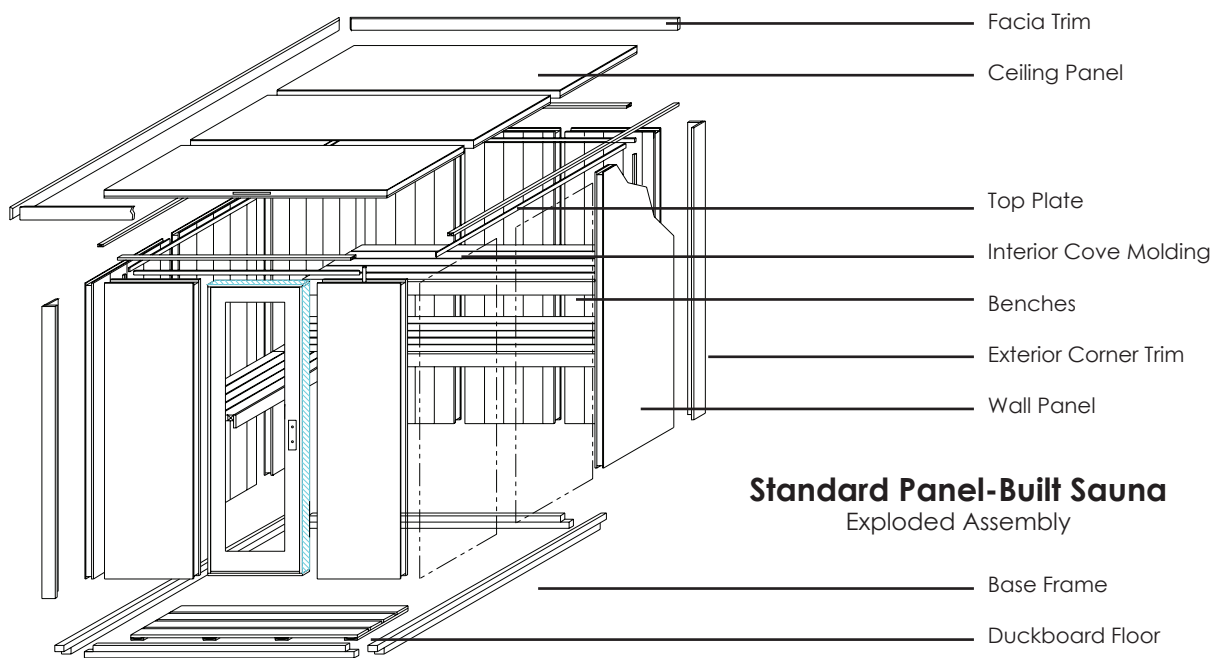 Facia Trim
Ceiling Panel
Top Plate
Interior Cove Molding
Benches
Exterior Corner Trim
Wall Panel
Standard Panel-Built Sauna
Exploded Assembly
Base Frame
Duckboard Floor